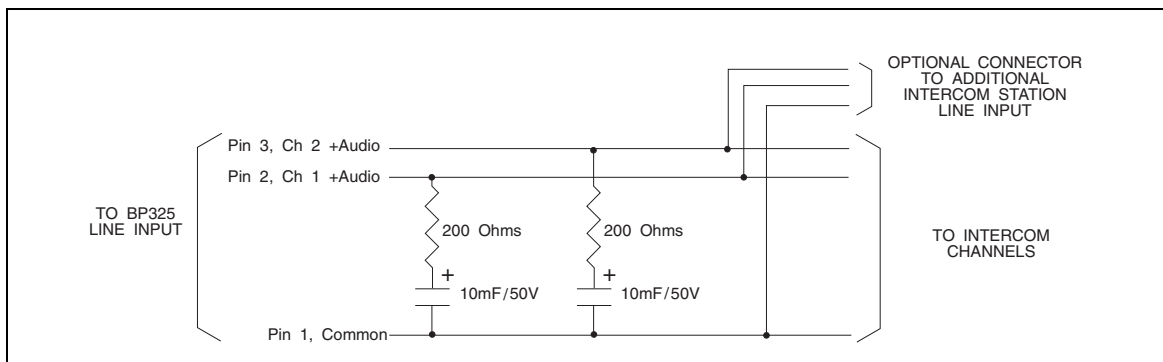 OPTIONAL CONNECTOR
TO ADDITIONAL
INTERCOM STATION
LINE INPUT
Pin 3, Ch 2 +Audio
Pin 2, Ch 1 +Audio
TO BP325
LINE INPUT
200 Ohms
200 Ohms
TO INTERCOM
CHANNELS
+
+
10mF/50V
10mF/50V
Pin 1, Common